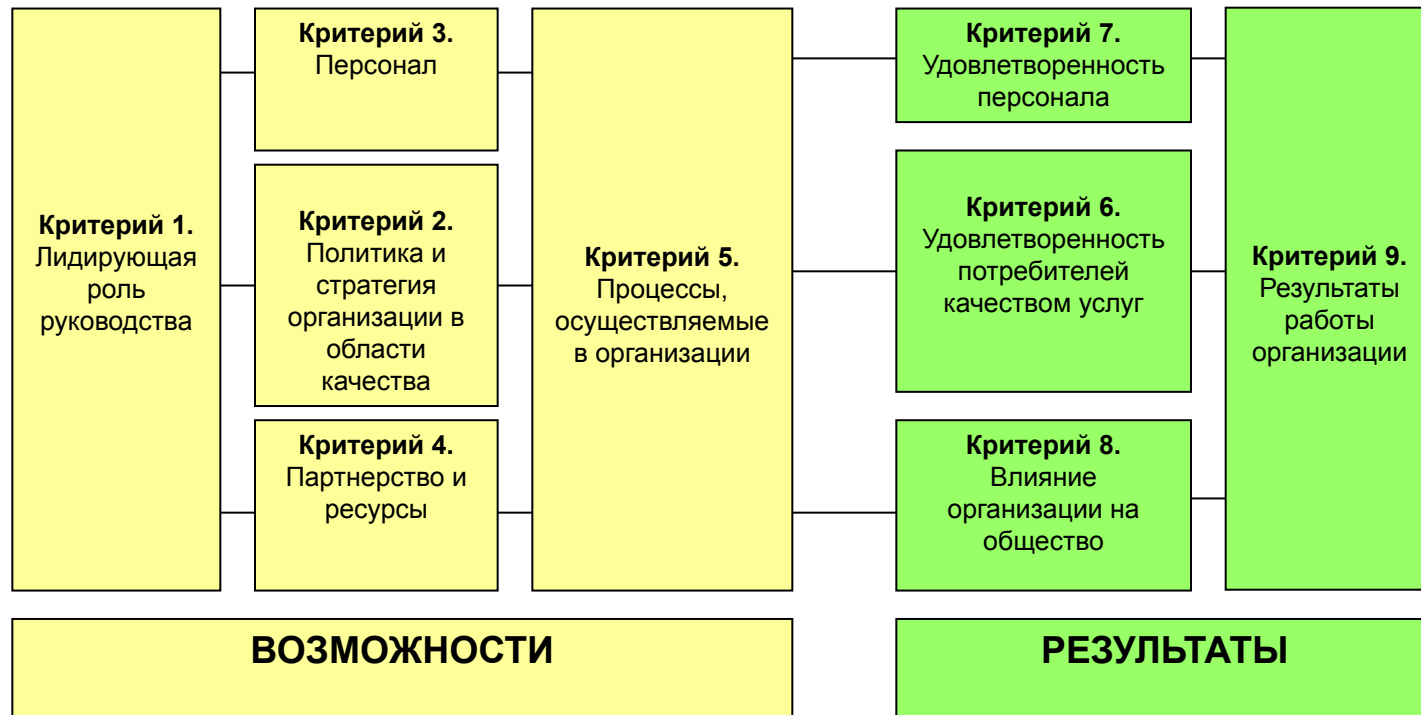 Критерий 1.
Лидирующая
роль
руководства
Критерий 3.
Персонал
Критерий 2.
Политика и
стратегия
организации в
области
качества
Критерий 4.
Партнерство и
ресурсы
Критерий 5.
Процессы,
осуществляемые
в организации
Критерий 7.
Удовлетворенность
персонала
Критерий 6.
Удовлетворенность
потребителей
качеством услуг
Критерий 8.
Влияние
организации на
общество
Критерий 9.
Результаты
работы
организации
ВОЗМОЖНОСТИ
РЕЗУЛЬТАТЫ